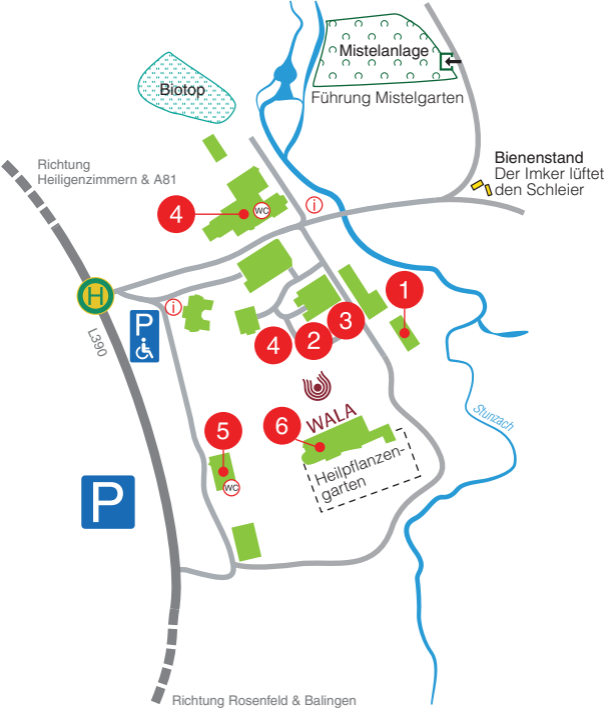 Mistelanlage
Führung Mistelgarten
Biotop
Bienenstand
Der Imker lüftet
den Schleier
Richtung
Heiligenzimmern & A81
4
WC
i
H
i
P
L390
1
3
2
4
WALA
6
5
WC
Heilpflanzen-
garten
Stunzach
P
Richtung Rosenfeld & Balingen